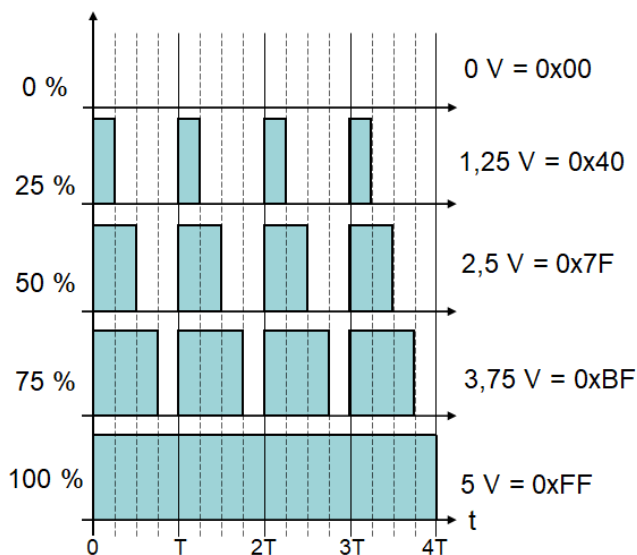 0 %
0 V = 0x00
25 %
1,25 V = 0x40
50 %
2,5 V = 0x7F
75 %
3,75 V = 0xBF
100 %
5 V = 0xFF
t
0 T 2T 3T 4T